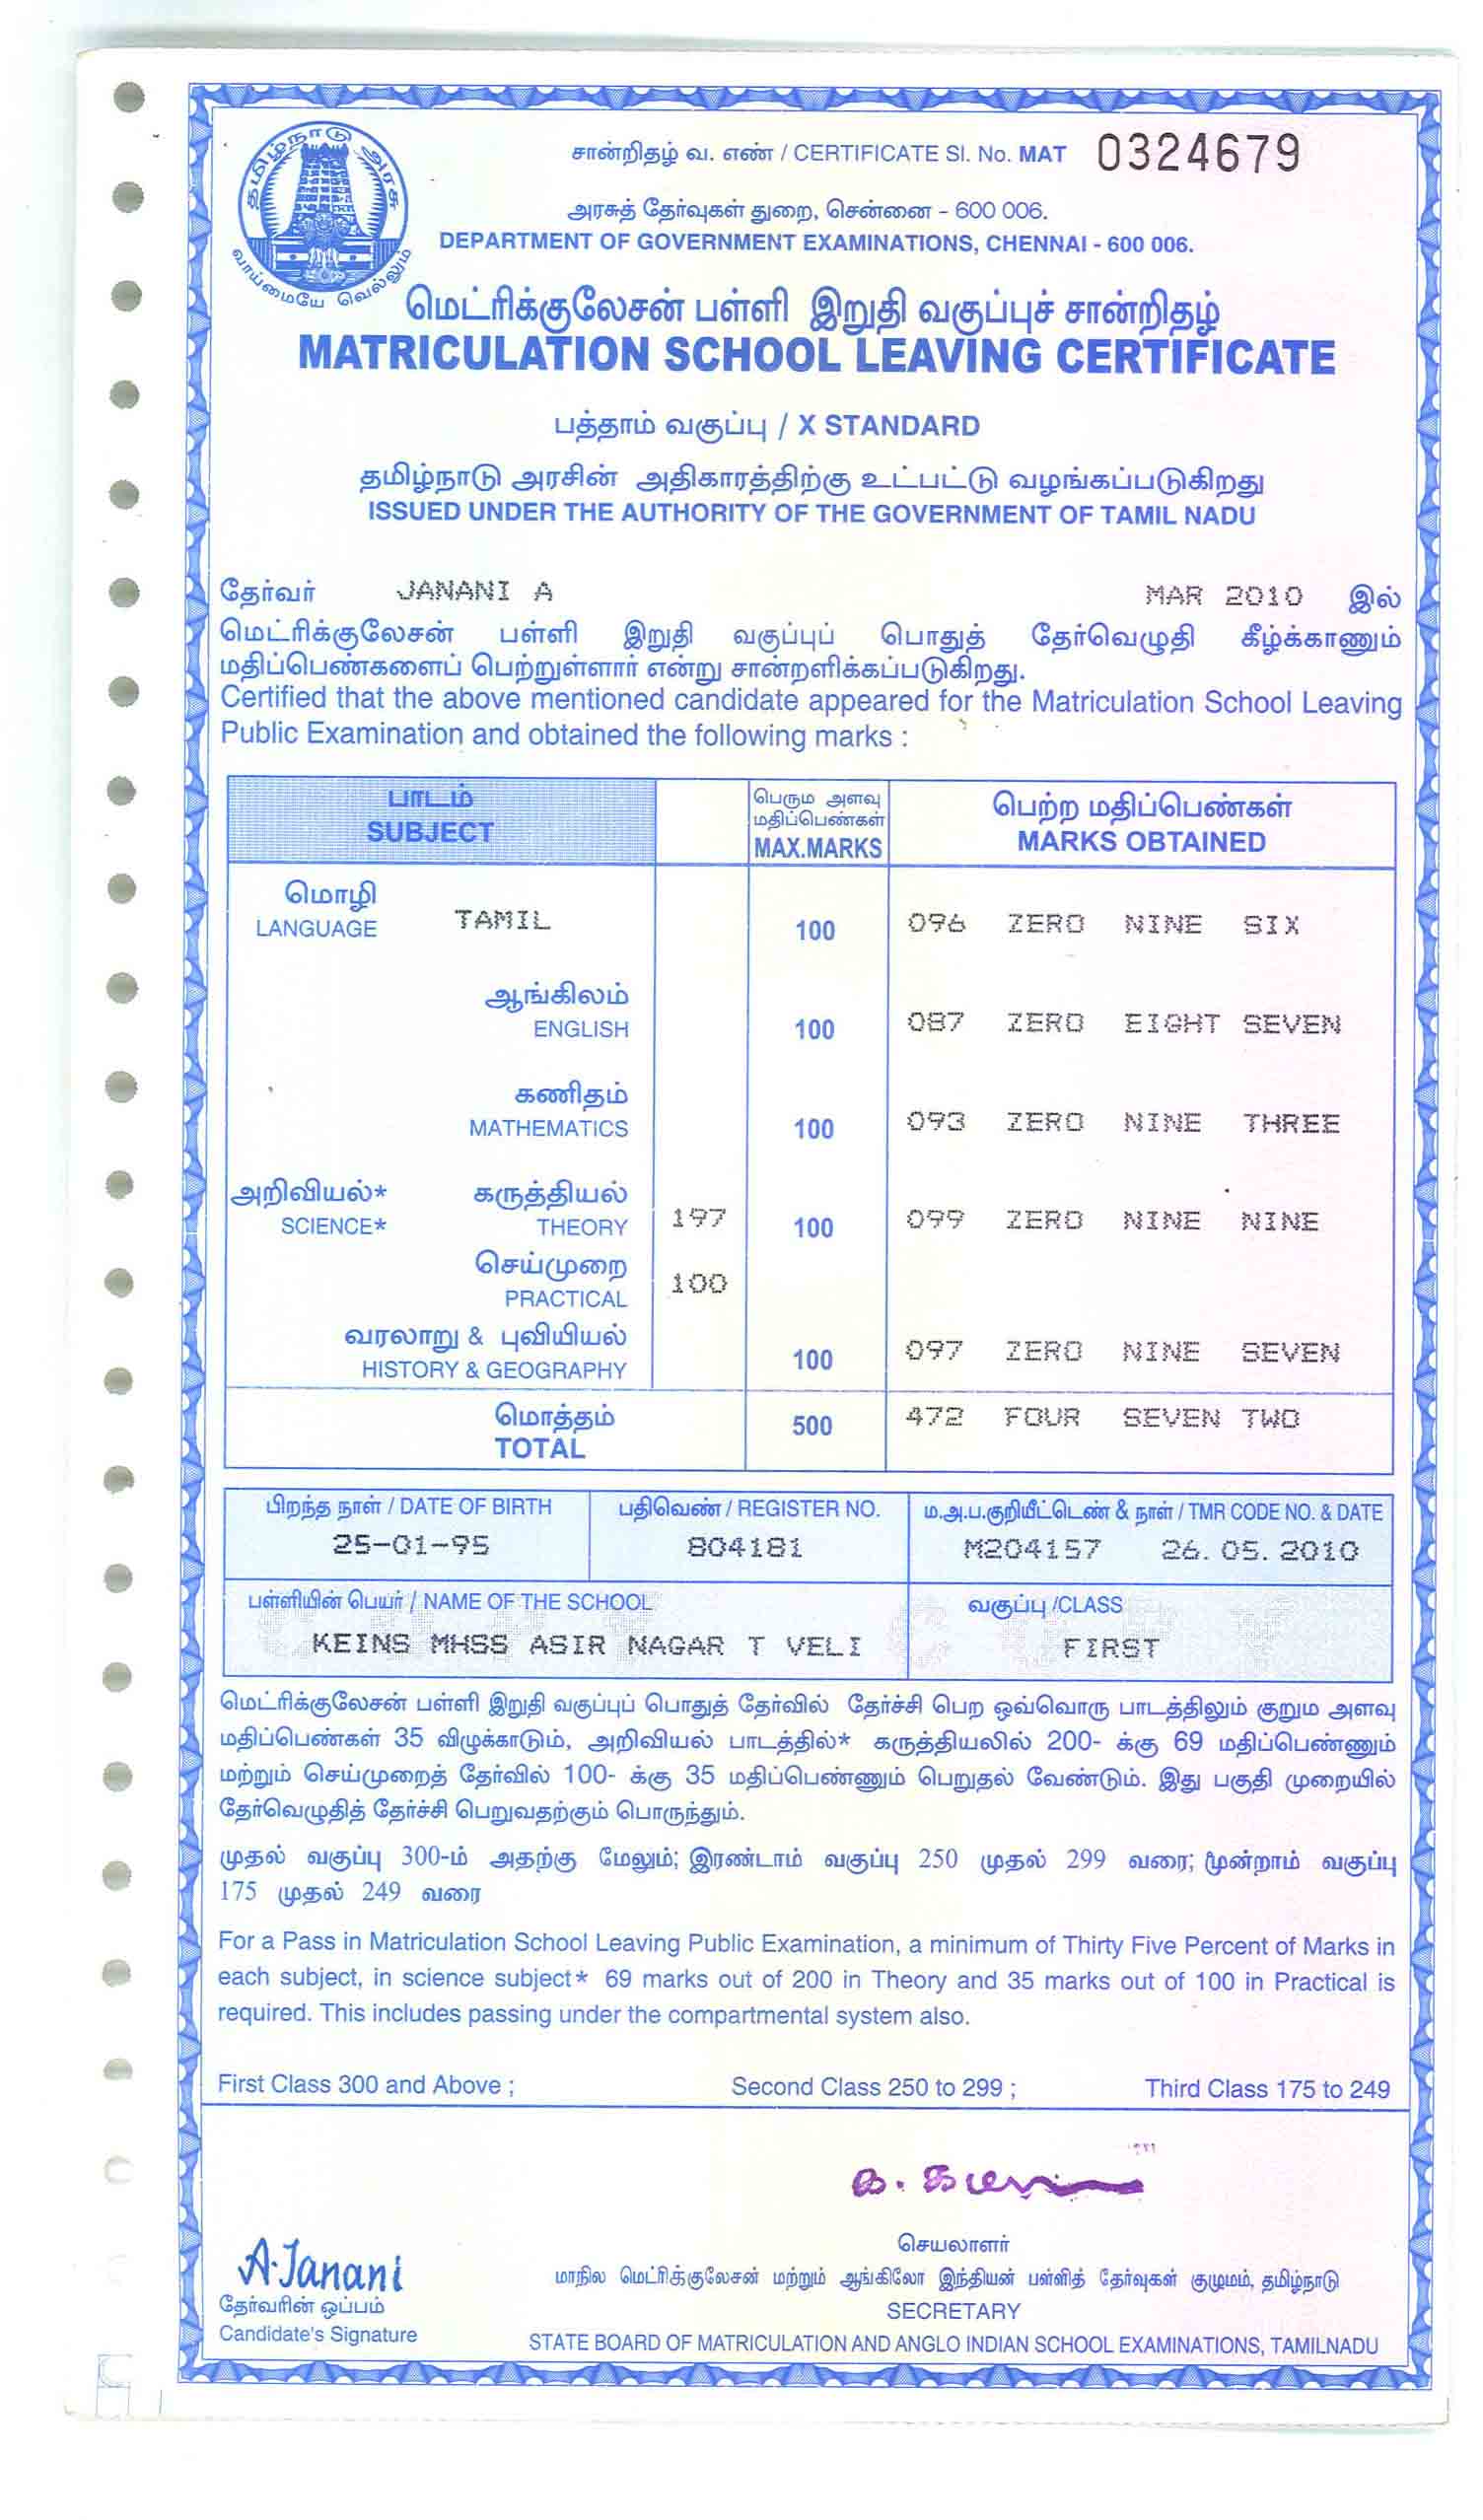 தமிழ்நாடு அரசு
வாய்மையே வெல்லும்
சான்றிதழ் வ. எண் / CERTIFICATE Sl. No. MAT 0324679
அரசுத் தேர்வுகள் துறை, சென்னை - 600 006.
DEPARTMENT OF GOVERNMENT EXAMINATIONS, CHENNAI - 600 006.
மெட்ரிக்குலேசன் பள்ளி இறுதி வகுப்புச் சான்றிதழ்
MATRICULATION SCHOOL LEAVING CERTIFICATE
பத்தாம் வகுப்பு / X STANDARD
தமிழ்நாடு அரசின் அதிகாரத்திற்கு உட்பட்டு வழங்கப்படுகிறது
ISSUED UNDER THE AUTHORITY OF THE GOVERNMENT OF TAMIL NADU
தேர்வர் JANANI A MAR 2010 இல்
மெட்ரிக்குலேசன் பள்ளி இறுதி வகுப்புப் பொதுத் தேர்வெழுதி கீழ்க்காணும்
மதிப்பெண்களைப் பெற்றுள்ளார் என்று சான்றளிக்கப்படுகிறது.
Certified that the above mentioned candidate appeared for the Matriculation School Leaving
Public Examination and obtained the following marks :
பாடம் பெரும அளவு மதிப்பெண்கள் பெற்ற மதிப்பெண்கள்
SUBJECT MAX.MARKS MARKS OBTAINED
மொழி
LANGUAGE TAMIL 100 096 ZERO NINE SIX
ஆங்கிலம்
ENGLISH 100 087 ZERO EIGHT SEVEN
கணிதம்
MATHEMATICS 100 093 ZERO NINE THREE
அறிவியல்* கருத்தியல்
SCIENCE* THEORY 197 100 099 ZERO NINE NINE
செய்முறை
PRACTICAL 100
வரலாறு & புவியியல்
HISTORY & GEOGRAPHY 100 097 ZERO NINE SEVEN
மொத்தம்
TOTAL 500 472 FOUR SEVEN TWO
பிறந்த நாள் / DATE OF BIRTH பதிவெண் / REGISTER NO. ம.அ.ப.குறியீட்டெண் & நாள் / TMR CODE NO. & DATE
25-01-95 804181 M204157 26.05.2010
பள்ளியின் பெயர் / NAME OF THE SCHOOL வகுப்பு /CLASS
KEINS MHSS ASIR NAGAR T VELI FIRST
மெட்ரிக்குலேசன் பள்ளி இறுதி வகுப்புப் பொதுத் தேர்வில் தேர்ச்சி பெற ஒவ்வொரு பாடத்திலும் குறும அளவு
மதிப்பெண்கள் 35 விழுக்காடும், அறிவியல் பாடத்தில்* கருத்தியலில் 200- க்கு 69 மதிப்பெண்ணும்
மற்றும் செய்முறைத் தேர்வில் 100- க்கு 35 மதிப்பெண்ணும் பெறுதல் வேண்டும். இது பகுதி முறையில்
தேர்வெழுதித் தேர்ச்சி பெறுவதற்கும் பொருந்தும்.
முதல் வகுப்பு 300-ம் அதற்கு மேலும்; இரண்டாம் வகுப்பு 250 முதல் 299 வரை; மூன்றாம் வகுப்பு
175 முதல் 249 வரை
For a Pass in Matriculation School Leaving Public Examination, a minimum of Thirty Five Percent of Marks in
each subject, in science subject* 69 marks out of 200 in Theory and 35 marks out of 100 in Practical is
required. This includes passing under the compartmental system also.
First Class 300 and Above ; Second Class 250 to 299 ; Third Class 175 to 249
A.Janani
தேர்வரின் ஒப்பம்
Candidate's Signature
செயலாளர்
மாநில மெட்ரிக்குலேசன் மற்றும் ஆங்கிலோ இந்தியன் பள்ளித் தேர்வுகள் குழுமம், தமிழ்நாடு
SECRETARY
STATE BOARD OF MATRICULATION AND ANGLO INDIAN SCHOOL EXAMINATIONS, TAMILNADU